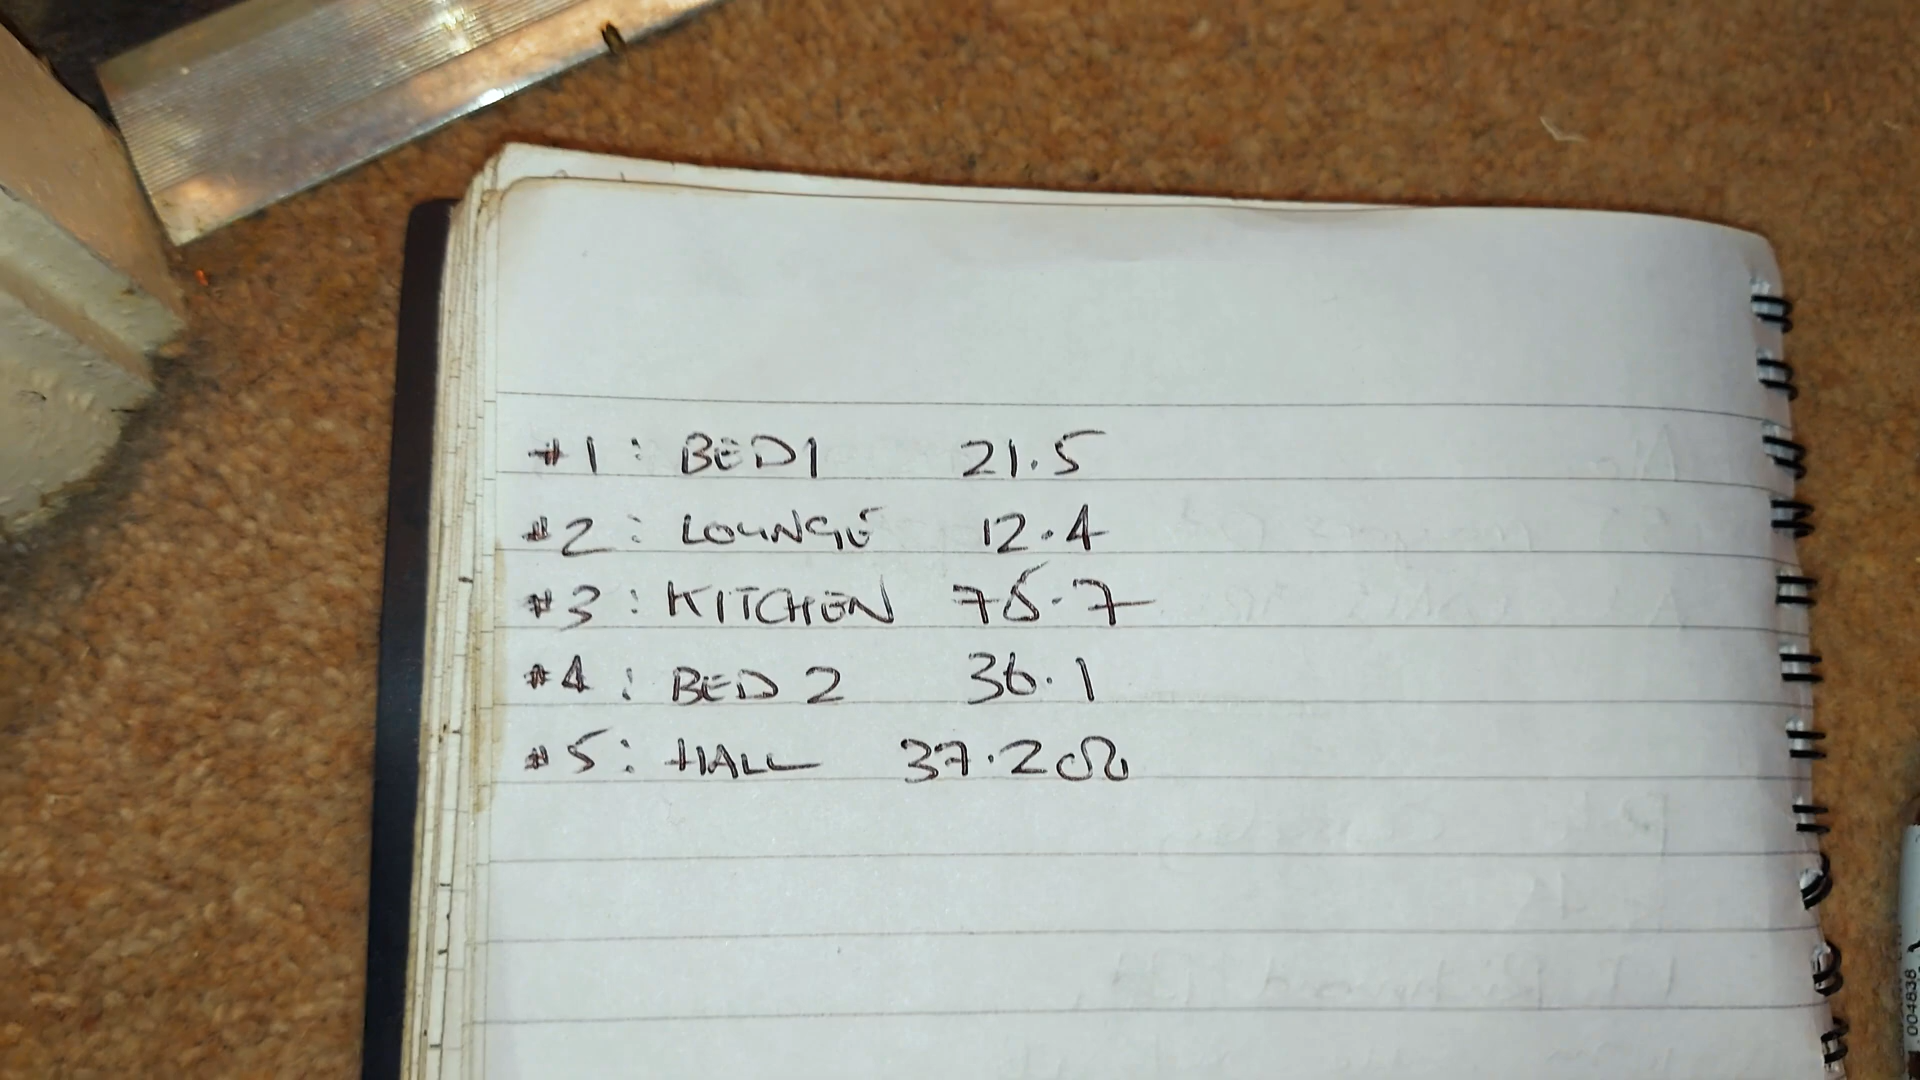 #1: BED1 21.5
#2: LOUNGE 12.4
#3: KITCHEN 75.7
#4: BED 2 36.1
#5: HALL 37.2Ω
004838